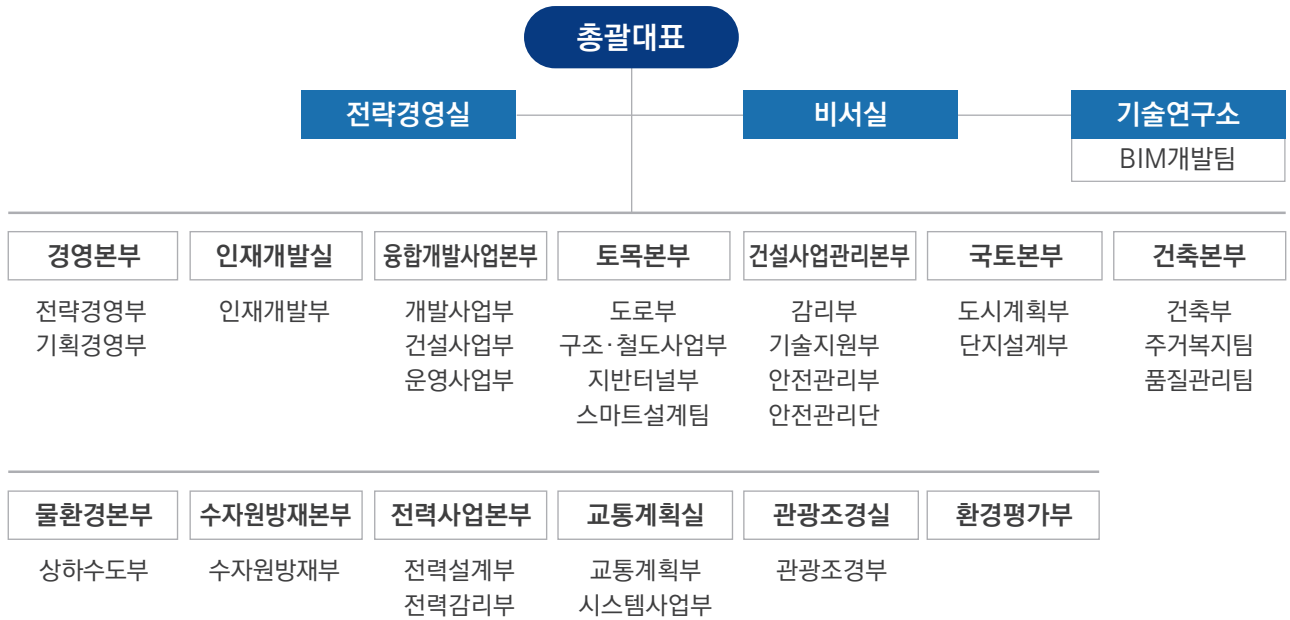 총괄대표
전략경영실 비서실 기술연구소
BIM개발팀
경영본부 인재개발실 융합개발사업본부 토목본부 건설사업관리본부 국토본부 건축본부
전략경영부 인재개발부 개발사업부 도로부 감리부 도시계획부 건축부
기획경영부 건설사업부 구조·철도사업부 기술지원부 단지설계부 주거복지팀
운영사업부 지반터널부 안전관리부 품질관리팀
스마트설계팀 안전관리단
물환경본부 수자원방재본부 전력사업본부 교통계획실 관광조경실 환경평가부
상하수도부 수자원방재부 전력설계부 교통계획부 관광조경부
전력감리부 시스템사업부